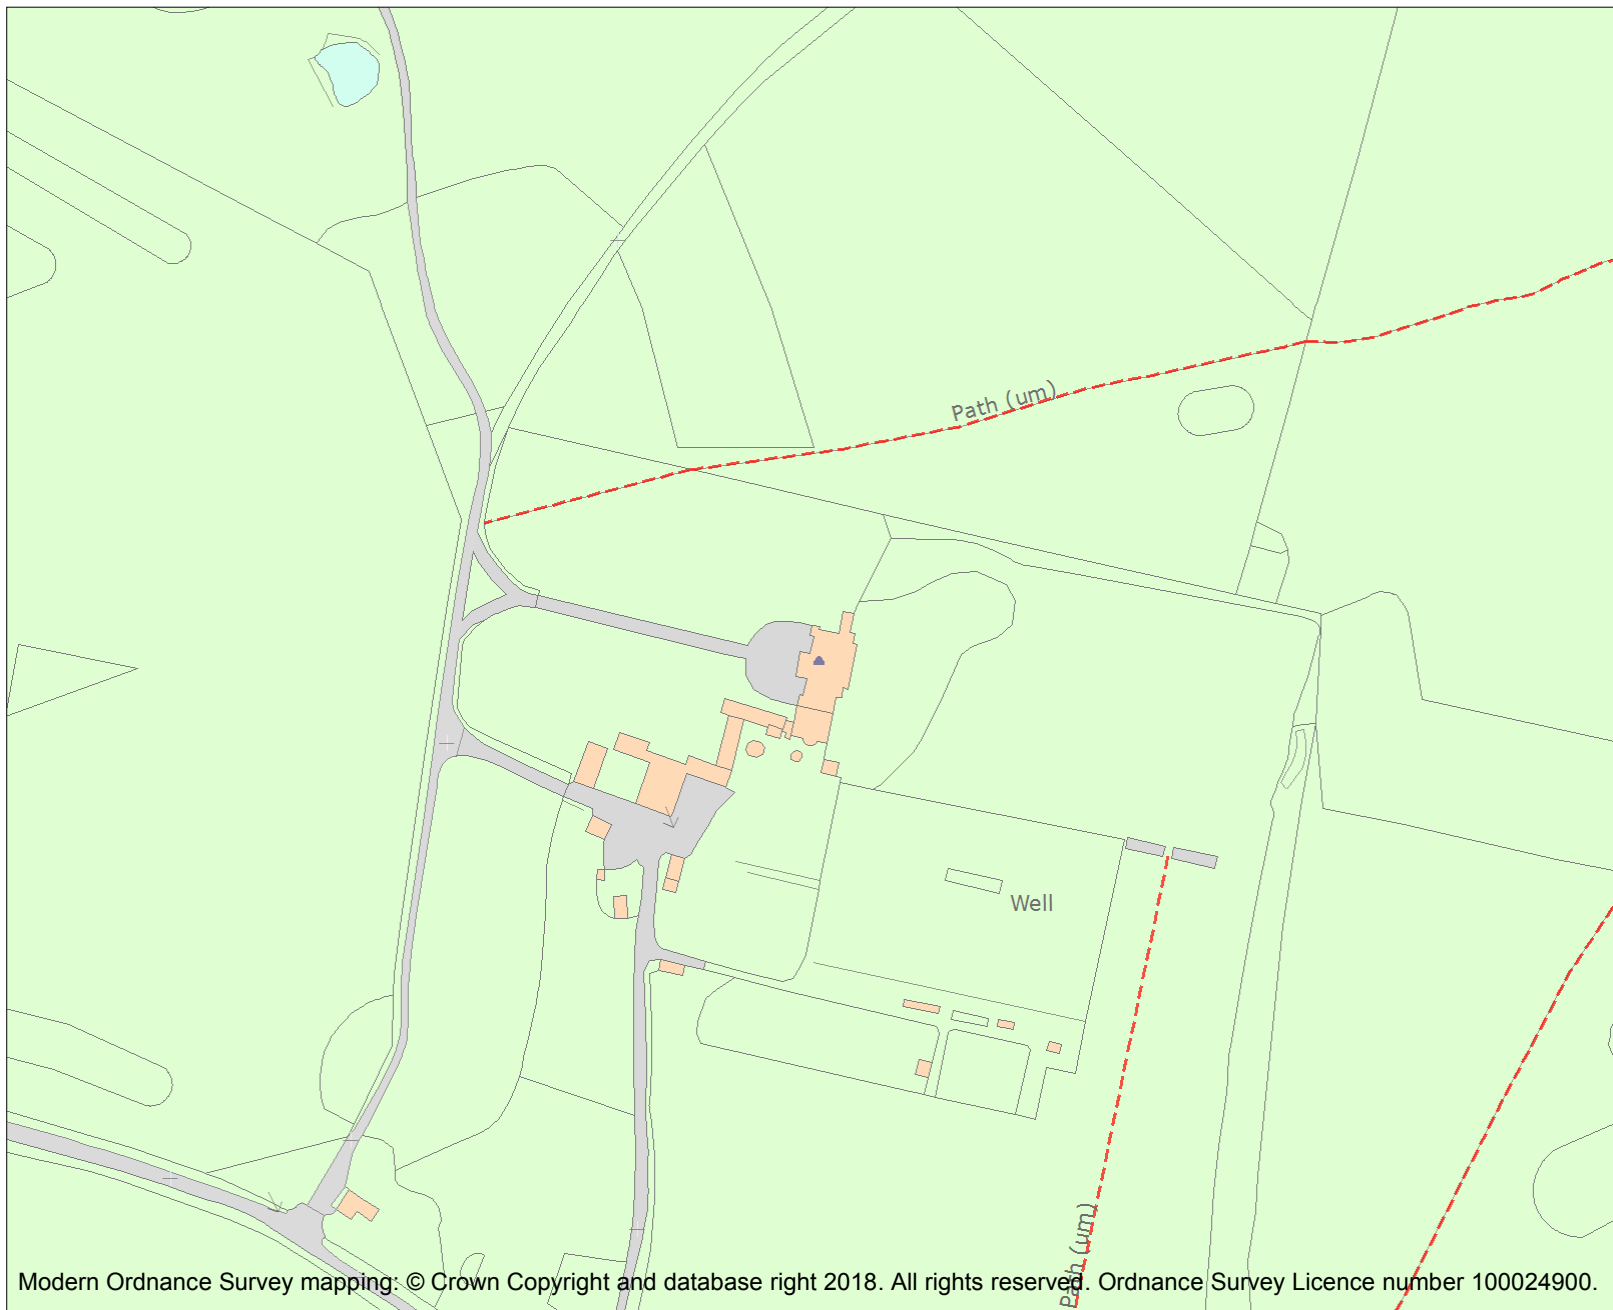 Path (um)
Well
Path (um)
Modern Ordnance Survey mapping: © Crown Copyright and database right 2018. All rights reserved. Ordnance Survey Licence number 100024900.